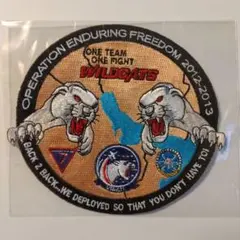 OPERATION ENDURING FREEDOM 2012-2013
ONE TEAM
ONE FIGHT
WILDCATS
BACK 2 BACK...WE DEPLOYED SO THAT YOU DON'T HAVE TO!